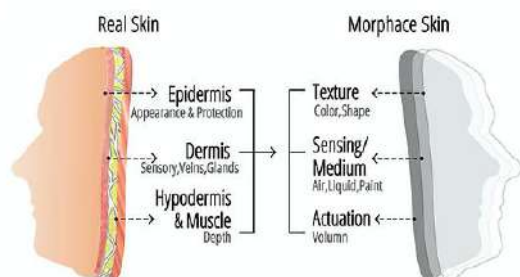 Real Skin
Morphace Skin
Epidermis
Appearance & Protection
Dermis
Sensory,Veins,Glands
Hypodermis
& Muscle
Depth
Texture
Color,Shape
Sensing/
Medium
Air,Liquid,Paint
Actuation
Volumn